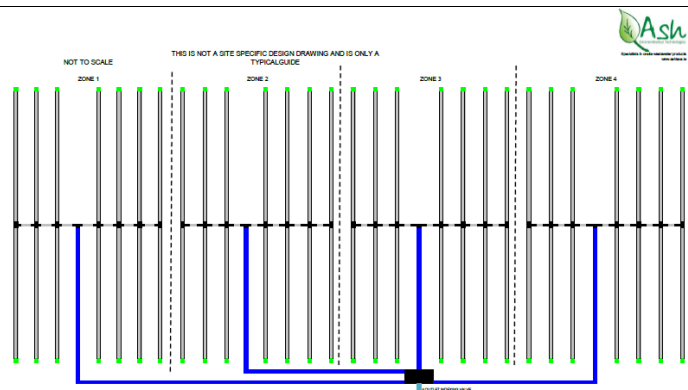 Ash
THIS IS NOT A SITE SPECIFIC DESIGN DRAWING AND IS ONLY A
TYPICALGUIDE
NOT TO SCALE
ZONE 1
ZONE 2
ZONE 3
ZONE 4